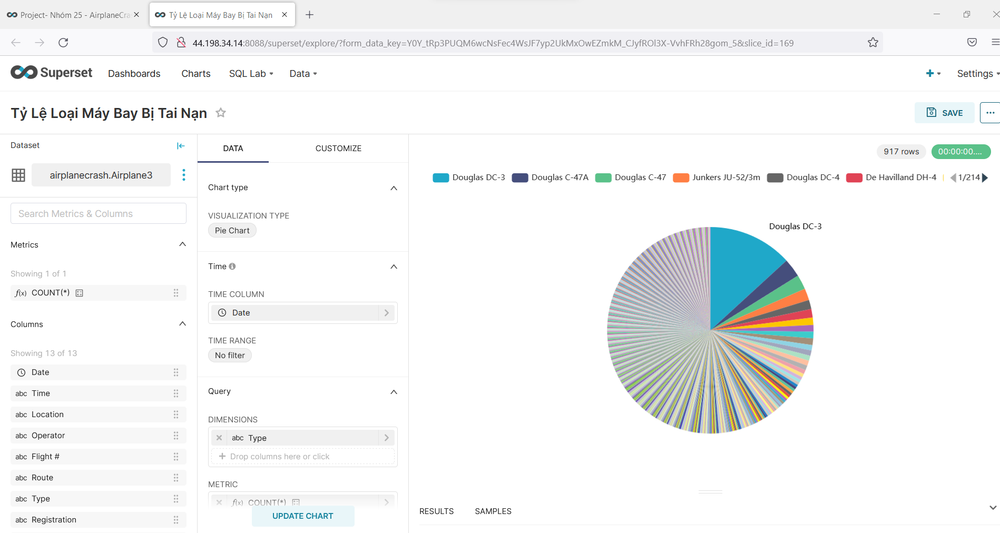 Project- Nhóm 25 - AirplaneCra
Tỷ Lệ Loại Máy Bay Bị Tai Nạn
44.198.34.14:8088/superset/explore/?form_data_key=Y0Y_tRp3PUQM6wcNsFec4WsJF7yp2UkMxOwEZmkM_CJyfROl3X-VvhFRh28gom_5&slice_id=169
Superset
Dashboards
Charts
SQL Lab
Data
Settings
Tỷ Lệ Loại Máy Bay Bị Tai Nạn
SAVE
Dataset
airplanecrash.Airplane3
Search Metrics & Columns
Metrics
Showing 1 of 1
f(x) COUNT(*)
Columns
Showing 13 of 13
Date
abc Time
abc Location
abc Operator
abc Flight #
abc Route
abc Type
abc Registration
DATA
CUSTOMIZE
Chart type
VISUALIZATION TYPE
Pie Chart
Time
TIME COLUMN
Date
TIME RANGE
No filter
Query
DIMENSIONS
abc Type
Drop columns here or click
METRIC
f(x) COUNT(*)
UPDATE CHART
917 rows
00:00:00....
Douglas DC-3
Douglas C-47A
Douglas C-47
Junkers JU-52/3m
Douglas DC-4
De Havilland DH-4
1/214
Douglas DC-3
RESULTS
SAMPLES